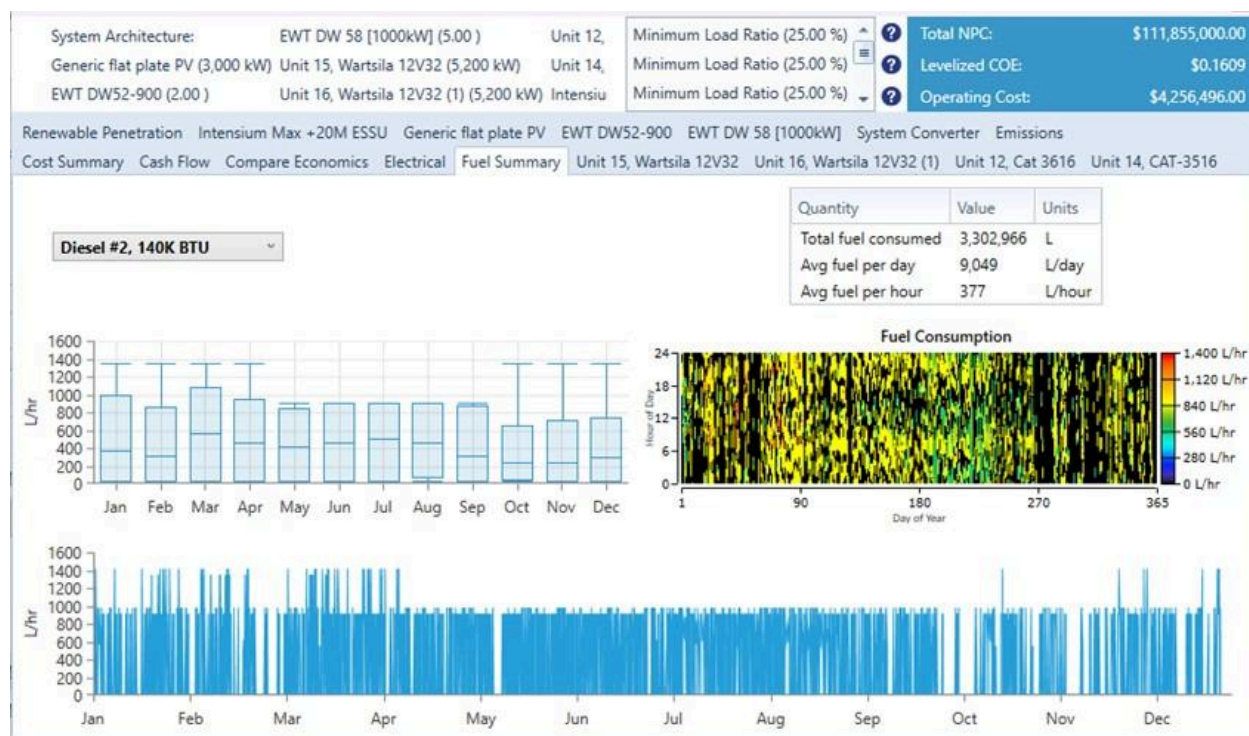 System Architecture: EWT DW 58 [1000kW] (5.00 ) Unit 12,
Generic flat plate PV (3,000 kW) Unit 15, Wartsila 12V32 (5,200 kW) Unit 14,
EWT DW52-900 (2.00 ) Unit 16, Wartsila 12V32 (1) (5,200 kW) Intensiu
Minimum Load Ratio (25.00 %)
Minimum Load Ratio (25.00 %)
Minimum Load Ratio (25.00 %)
Total NPC: $111,855,000.00
Levelized COE: $0.1609
Operating Cost: $4,256,496.00
Renewable Penetration Intensium Max +20M ESSU Generic flat plate PV EWT DW52-900 EWT DW 58 [1000kW] System Converter Emissions
Cost Summary Cash Flow Compare Economics Electrical Fuel Summary Unit 15, Wartsila 12V32 Unit 16, Wartsila 12V32 (1) Unit 12, Cat 3616 Unit 14, CAT-3516
Diesel #2, 140K BTU
Quantity Value Units
Total fuel consumed 3,302,966 L
Avg fuel per day 9,049 L/day
Avg fuel per hour 377 L/hour
1600
1400
1200
1000
800
600
400
200
0
L/hr
Jan Feb Mar Apr May Jun Jul Aug Sep Oct Nov Dec
Fuel Consumption
24
18
12
6
0
Hour of Day
1 90 180 270 365
Day of Year
1,400 L/hr
1,120 L/hr
840 L/hr
560 L/hr
280 L/hr
0 L/hr
1600
1400
1200
1000
800
600
400
200
0
L/hr
Jan Feb Mar Apr May Jun Jul Aug Sep Oct Nov Dec